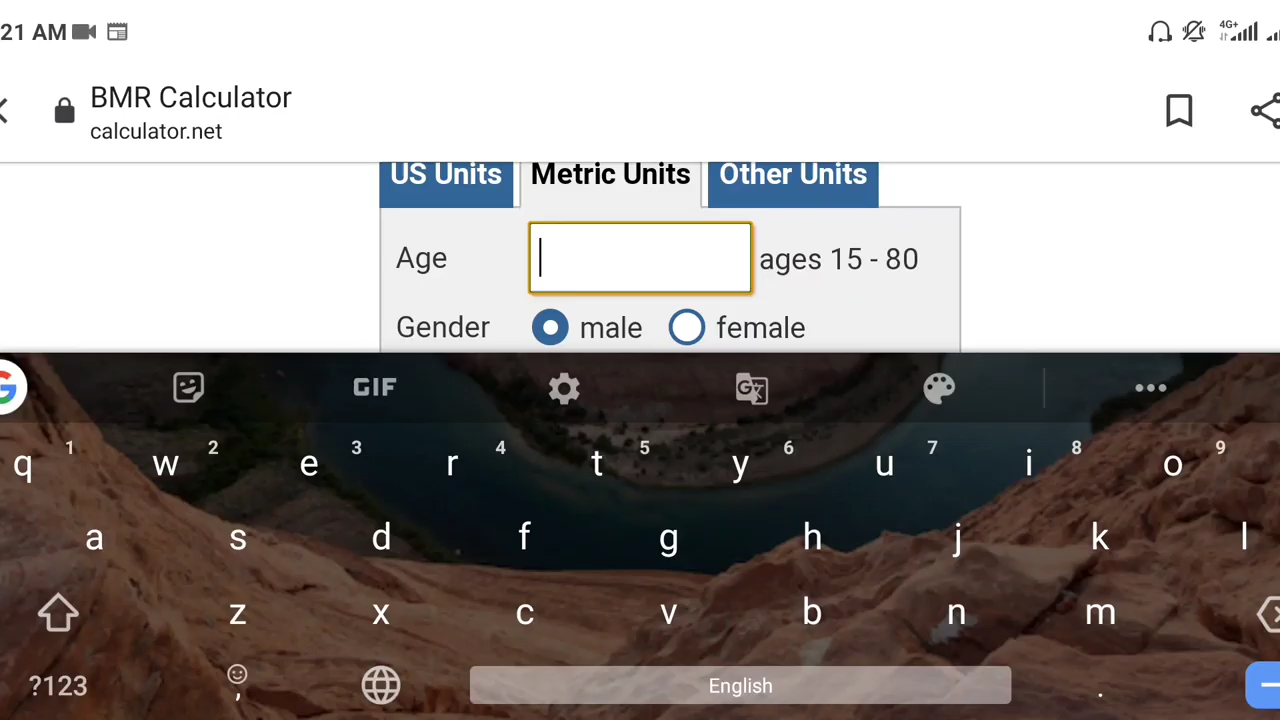 21 AM
4G+
BMR Calculator
calculator.net
US Units Metric Units Other Units
Age ages 15 - 80
Gender male female
G GIF G
1 2 3 4 5 6 7 8 9
q w e r t y u i o
a s d f g h j k l
z x c v b n m
?123 , English .